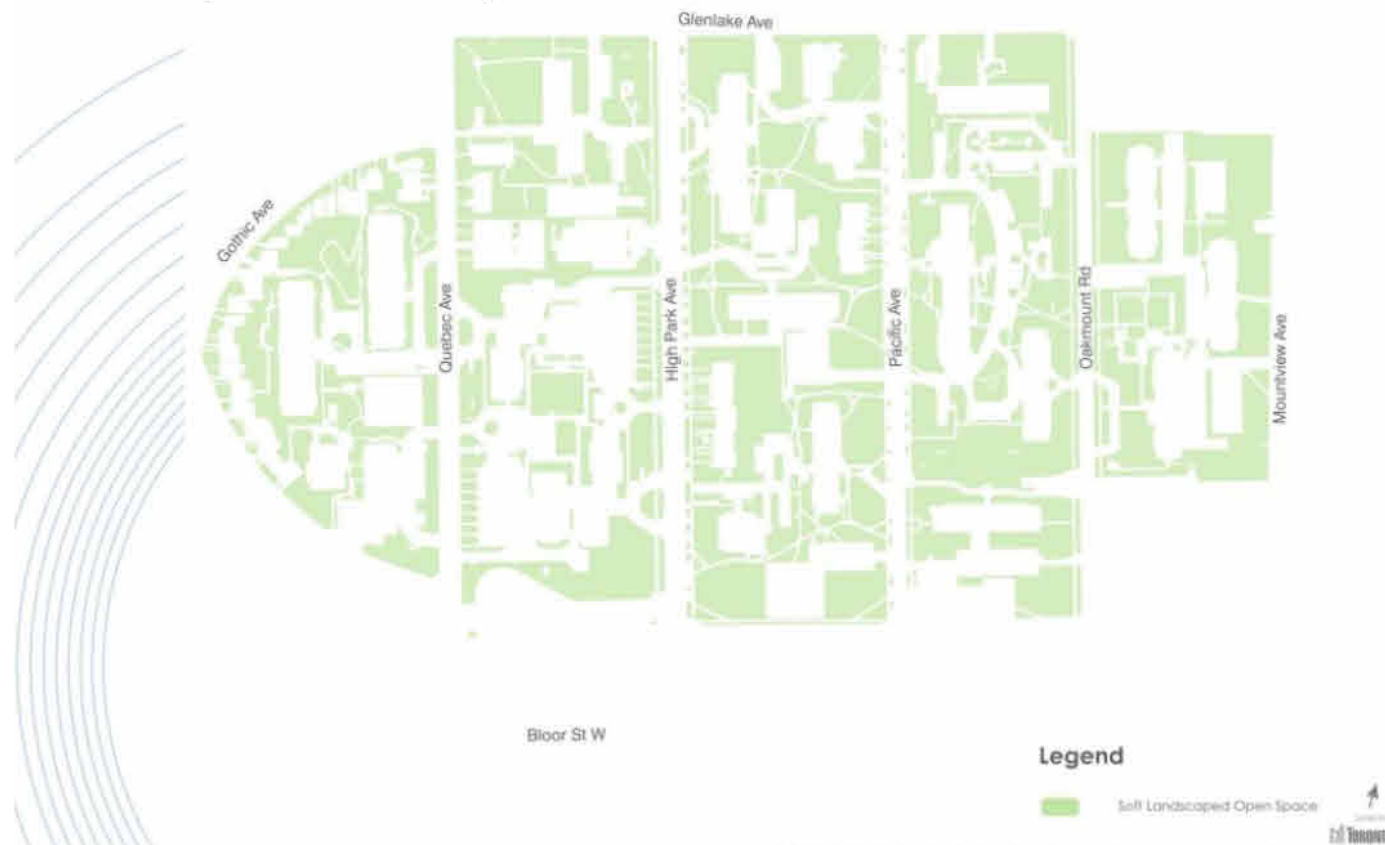 Glenlake Ave
Gothic Ave
Quebec Ave
High Park Ave
Pacific Ave
Oakmount Rd
Mountview Ave
Bloor St W
Legend
Soft Landscaped Open Space
TORONTO